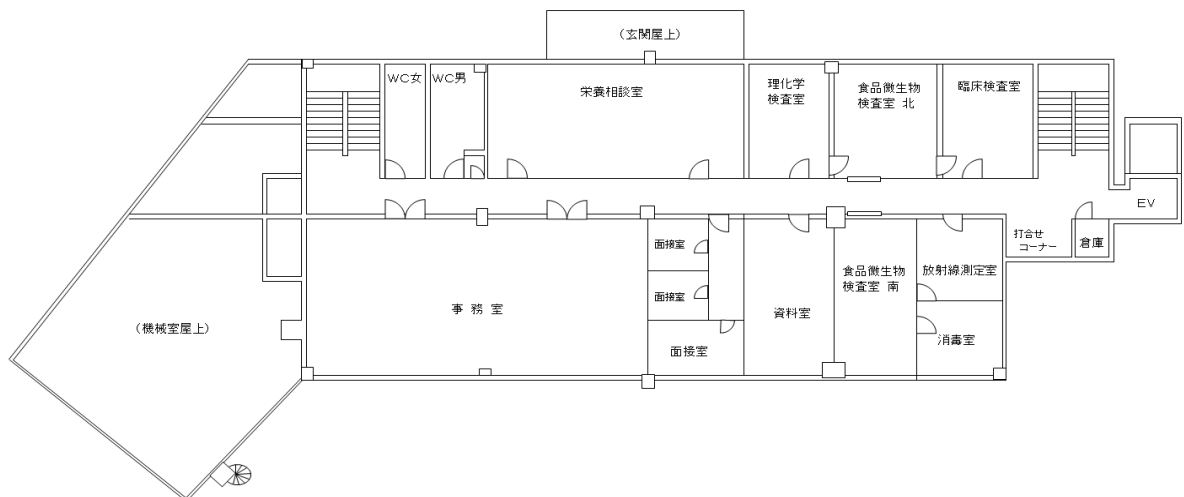 （玄関屋上）
WC女
WC男
栄養相談室
理化学
検査室
食品微生物
検査室 北
臨床検査室
EV
打合せ
コーナー
倉庫
面接室
面接室
面接室
事 務 室
資料室
食品微生物
検査室 南
放射線測定室
消毒室
（機械室屋上）